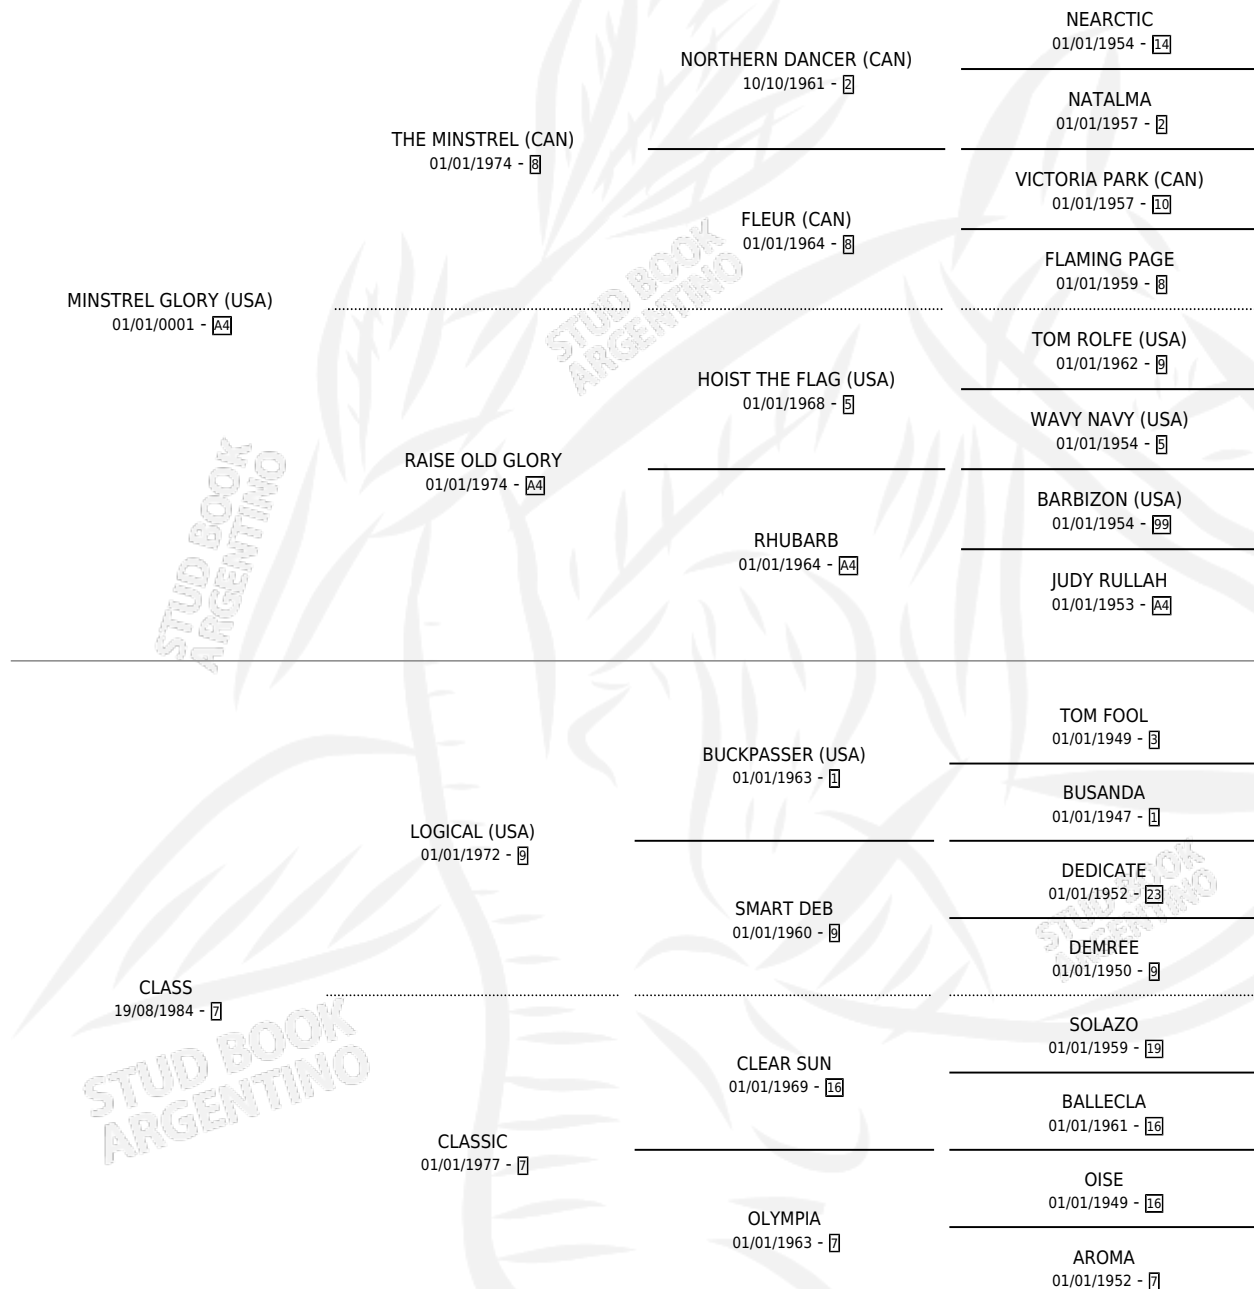 NEARCTIC
01/01/1954 - 14
NORTHERN DANCER (CAN)
10/10/1961 - 2
NATALMA
01/01/1957 - 2
THE MINSTREL (CAN)
01/01/1974 - 8
VICTORIA PARK (CAN)
01/01/1957 - 10
FLEUR (CAN)
01/01/1964 - 8
FLAMING PAGE
01/01/1959 - 8
MINSTREL GLORY (USA)
01/01/0001 - A4
TOM ROLFE (USA)
01/01/1962 - 9
HOIST THE FLAG (USA)
01/01/1968 - 5
WAVY NAVY (USA)
01/01/1954 - 5
RAISE OLD GLORY
01/01/1974 - A4
BARBIZON (USA)
01/01/1954 - 99
RHUBARB
01/01/1964 - A4
JUDY RULLAH
01/01/1953 - A4
STUD BOOK
ARGENTINO
STUD BOOK
ARGENTINO
TOM FOOL
01/01/1949 - 3
BUCKPASSER (USA)
01/01/1963 - 1
BUSANDA
01/01/1947 - 1
LOGICAL (USA)
01/01/1972 - 9
DEDICATE
01/01/1952 - 23
SMART DEB
01/01/1960 - 9
DEMREE
01/01/1950 - 9
CLASS
19/08/1984 - 7
SOLAZO
01/01/1959 - 19
CLEAR SUN
01/01/1969 - 16
BALLECLA
01/01/1961 - 16
CLASSIC
01/01/1977 - 7
OISE
01/01/1949 - 16
OLYMPIA
01/01/1963 - 7
AROMA
01/01/1952 - 7
STUD BOOK
ARGENTINO
STUD BOOK
ARGENTINO